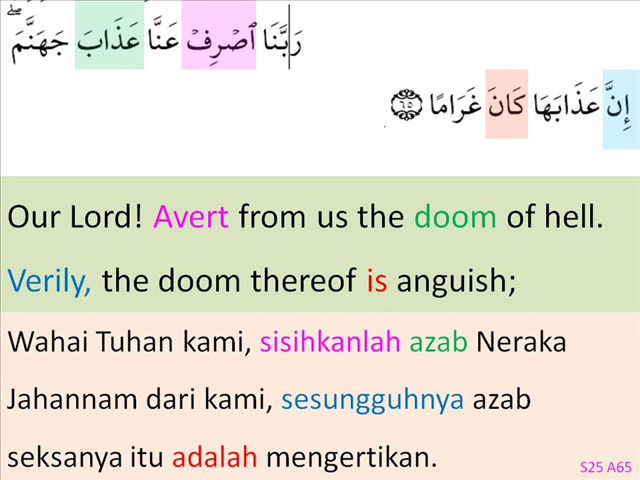 رَبَّنَا ٱصْرِفْ عَنَّا عَذَابَ جَهَنَّمَ ۖ
إِنَّ عَذَابَهَا كَانَ غَرَامًا ٦٥
Our Lord! Avert from us the doom of hell.
Verily, the doom thereof is anguish;
Wahai Tuhan kami, sisihkanlah azab Neraka
Jahannam dari kami, sesungguhnya azab
seksanya itu adalah mengertikan.
S25 A65